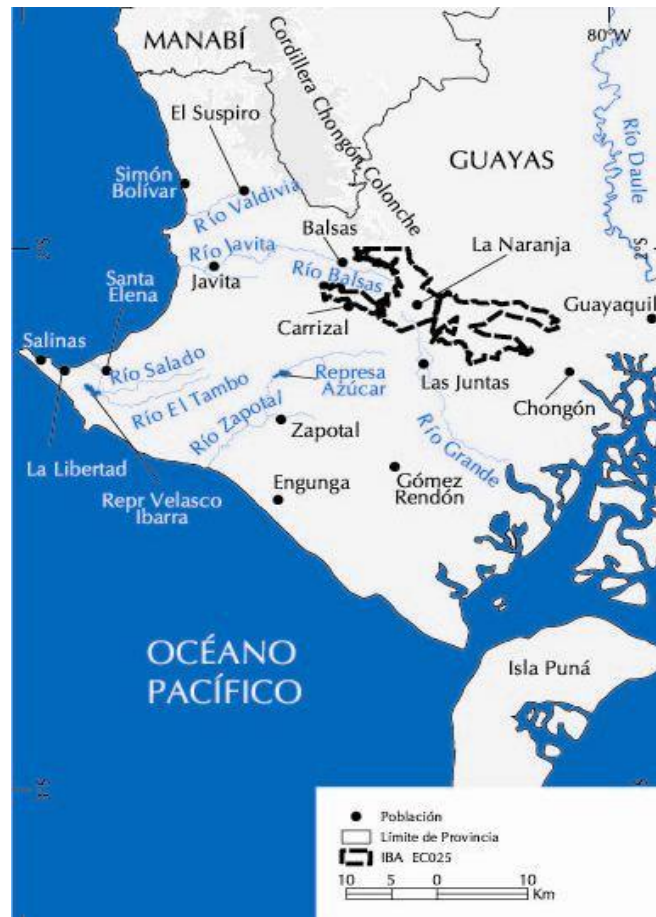 80°W
MANABÍ
Cordillera Chongón Colonche
El Suspiro
GUAYAS
Río Daule
Simón
Bolívar
Río Valdivia
Balsas
La Naranja
2°S
2°S
Río Javita
Javita
Río Balsas
Santa
Elena
Guayaquil
Carrizal
Salinas
Río Salado
Represa
Azúcar
Las Juntas
Chongón
Río El Tambo
Río Zapotal
Zapotal
Río Grande
La Libertad
Repr Velasco
Ibarra
Engunga
Gómez
Rendón
OCÉANO
PACÍFICO
Isla Puná
Población
Límite de Provincia
IBA EC025
10 5 0 10
Km